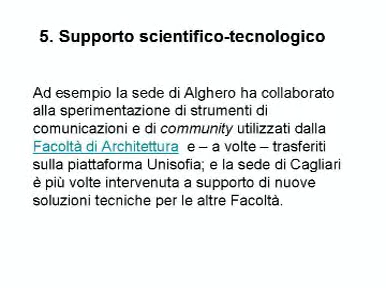 5. Supporto scientifico-tecnologico
Ad esempio la sede di Alghero ha collaborato
alla sperimentazione di strumenti di
comunicazioni e di community utilizzati dalla
Facoltà di Architettura e – a volte – trasferiti
sulla piattaforma Unisofia; e la sede di Cagliari
è più volte intervenuta a supporto di nuove
soluzioni tecniche per le altre Facoltà.